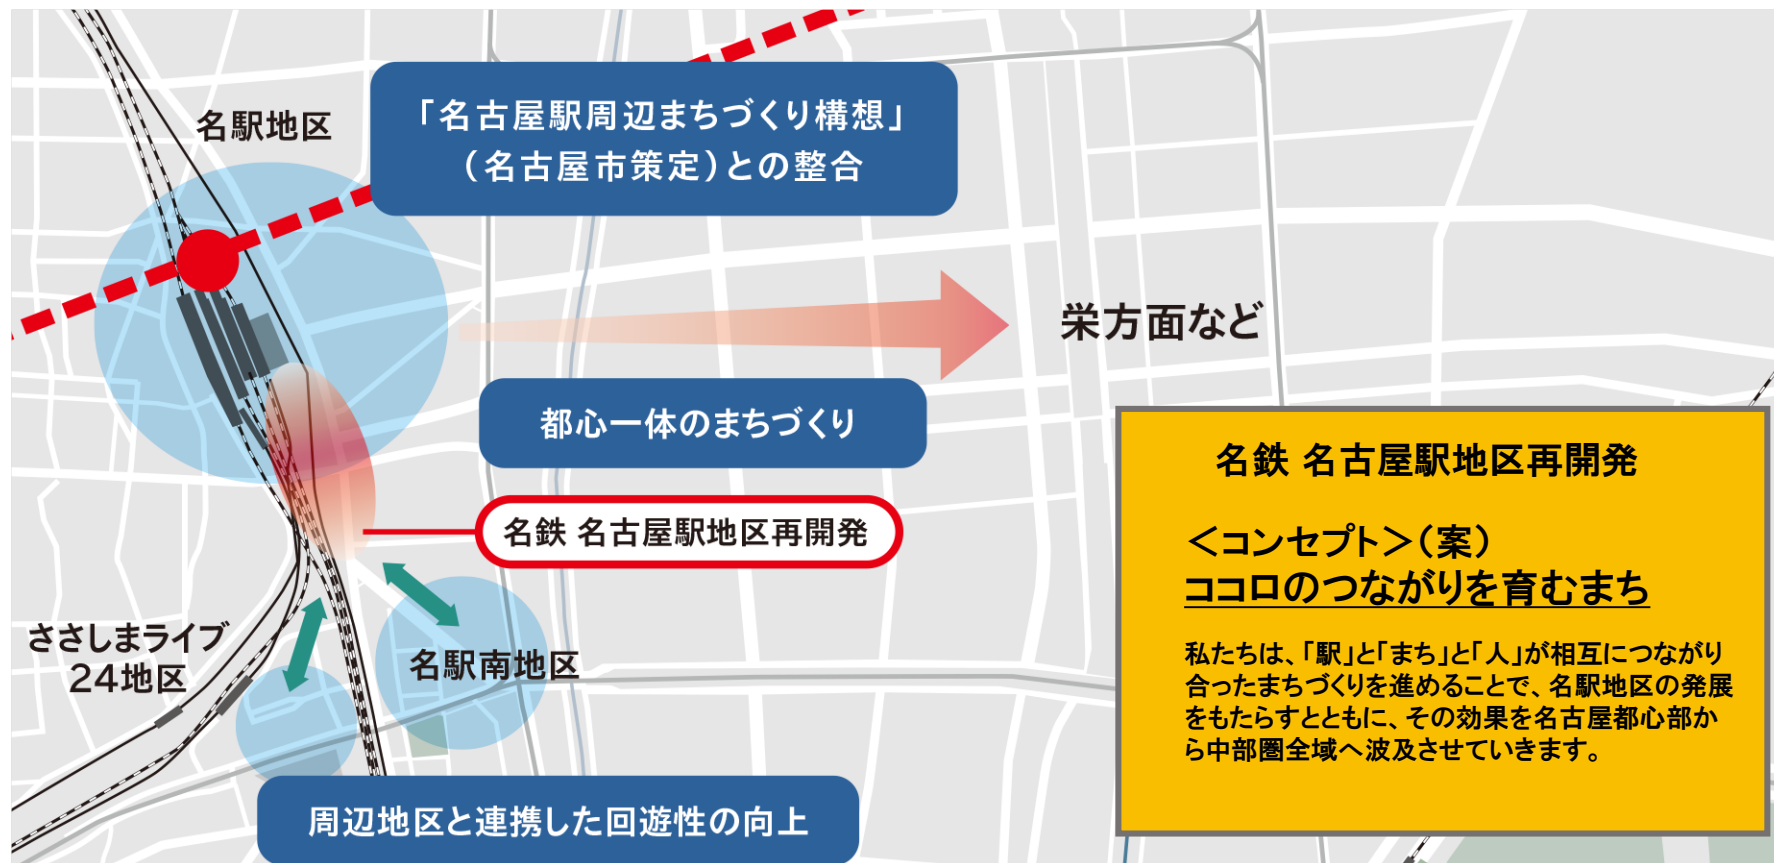 名駅地区
「名古屋駅周辺まちづくり構想」
（名古屋市策定）との整合
栄方面など
都心一体のまちづくり
名鉄 名古屋駅地区再開発
ささしまライブ
24地区
名駅南地区
周辺地区と連携した回遊性の向上
名鉄 名古屋駅地区再開発
＜コンセプト＞（案）
ココロのつながりを育むまち
私たちは、「駅」と「まち」と「人」が相互につながり
合ったまちづくりを進めることで、名駅地区の発展
をもたらすとともに、その効果を名古屋都心部か
ら中部圏全域へ波及させていきます。